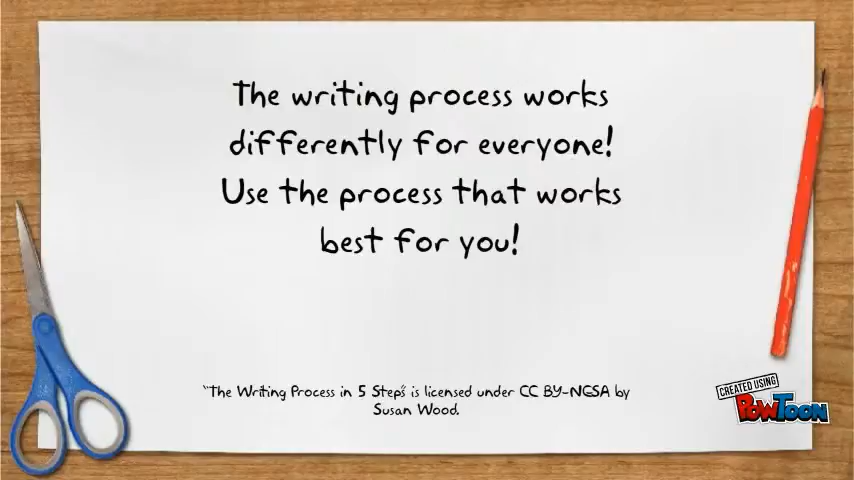 The writing process works
differently for everyone!
Use the process that works
best for you!
"The Writing Process in 5 Steps" is licensed under CC BY-NCSA by
Susan Wood.
CREATED USING
POWTOON